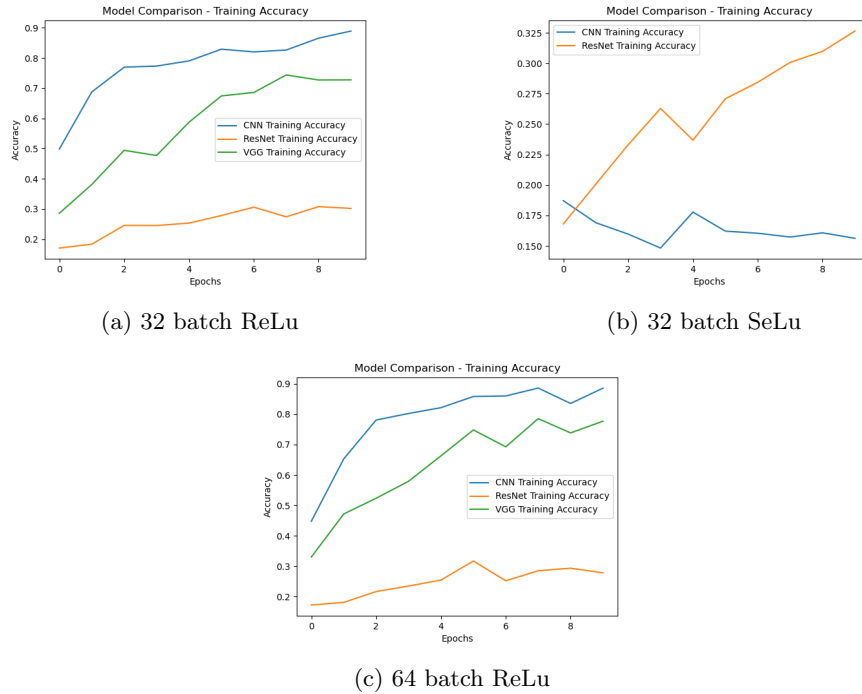 Model Comparison - Training Accuracy
0.9
0.8
0.7
0.6
0.5
0.4
0.3
0.2
Accuracy
CNN Training Accuracy
ResNet Training Accuracy
VGG Training Accuracy
0 2 4 6 8
Epochs
(a) 32 batch ReLu
Model Comparison - Training Accuracy
0.325
0.300
0.275
0.250
0.225
0.200
0.175
0.150
Accuracy
CNN Training Accuracy
ResNet Training Accuracy
0 2 4 6 8
Epochs
(b) 32 batch SeLu
Model Comparison - Training Accuracy
0.9
0.8
0.7
0.6
0.5
0.4
0.3
0.2
Accuracy
CNN Training Accuracy
ResNet Training Accuracy
VGG Training Accuracy
0 2 4 6 8
Epochs
(c) 64 batch ReLu